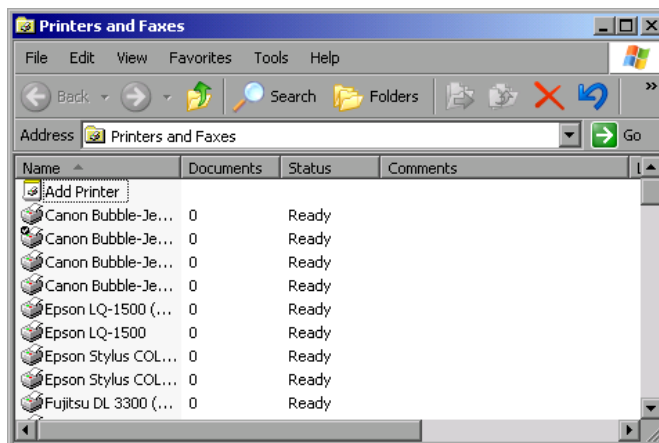 Printers and Faxes
File Edit View Favorites Tools Help
Back Search Folders »
Address Printers and Faxes Go
Name Documents Status Comments
Add Printer
Canon Bubble-Je... 0 Ready
Canon Bubble-Je... 0 Ready
Canon Bubble-Je... 0 Ready
Canon Bubble-Je... 0 Ready
Epson LQ-1500 (... 0 Ready
Epson LQ-1500 0 Ready
Epson Stylus COL... 0 Ready
Epson Stylus COL... 0 Ready
Fujitsu DL 3300 (... 0 Ready